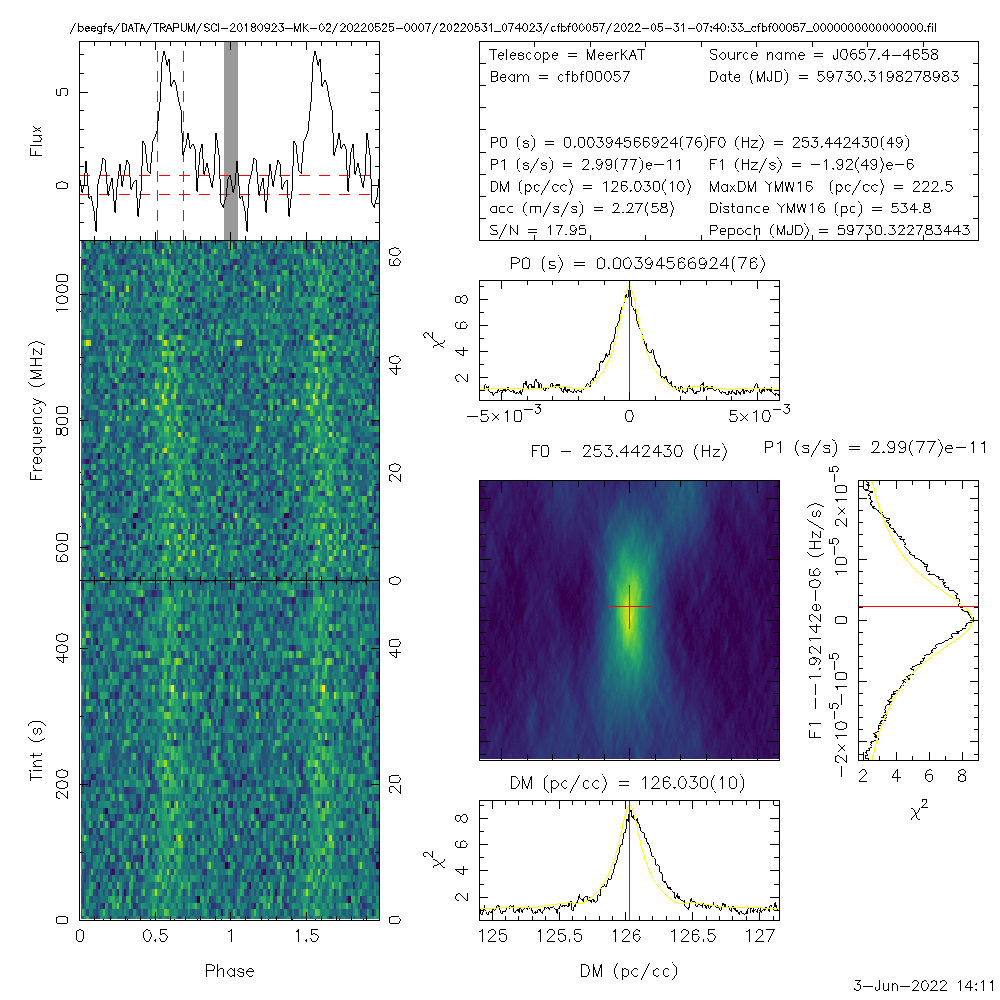 /beegfs/DATA/TRAPUM/SCI-20180923-MK-02/20220525-0007/20220531_074023/cfbf00057/2022-05-31-07:40:33_cfbf00057_0000000000000000.fil
Telescope = MeerKAT Source name = J0657.4-4658
Beam = cfbf00057 Date (MJD) = 59730.3198278983
P0 (s) = 0.00394566924(76) F0 (Hz) = 253.442430(49)
P1 (s/s) = 2.99(77)e-11 F1 (Hz/s) = -1.92(49)e-6
DM (pc/cc) = 126.030(10) MaxDM YMW16 (pc/cc) = 222.5
acc (m/s/s) = 2.27(58) Distance YMW16 (pc) = 534.8
S/N = 17.95 Pepoch (MJD) = 59730.322783443
Flux
0
5
Frequency (MHz)
600
800
1000
0
20
40
60
Tint (s)
0
200
400
0
20
40
0 0.5 1 1.5
Phase
P0 (s) = 0.00394566924(76)
χ²
2
4
6
8
−5×10⁻³ 0 5×10⁻³
F0 - 253.442430 (Hz)
P1 (s/s) = 2.99(77)e-11
F1 --1.92142e-06 (Hz/s)
−2×10⁻⁵ −10⁻⁵ 0 10⁻⁵ 2×10⁻⁵
2 4 6 8
χ²
DM (pc/cc) = 126.030(10)
χ²
2
4
6
8
125 125.5 126 126.5 127
DM (pc/cc)
3-Jun-2022 14:11